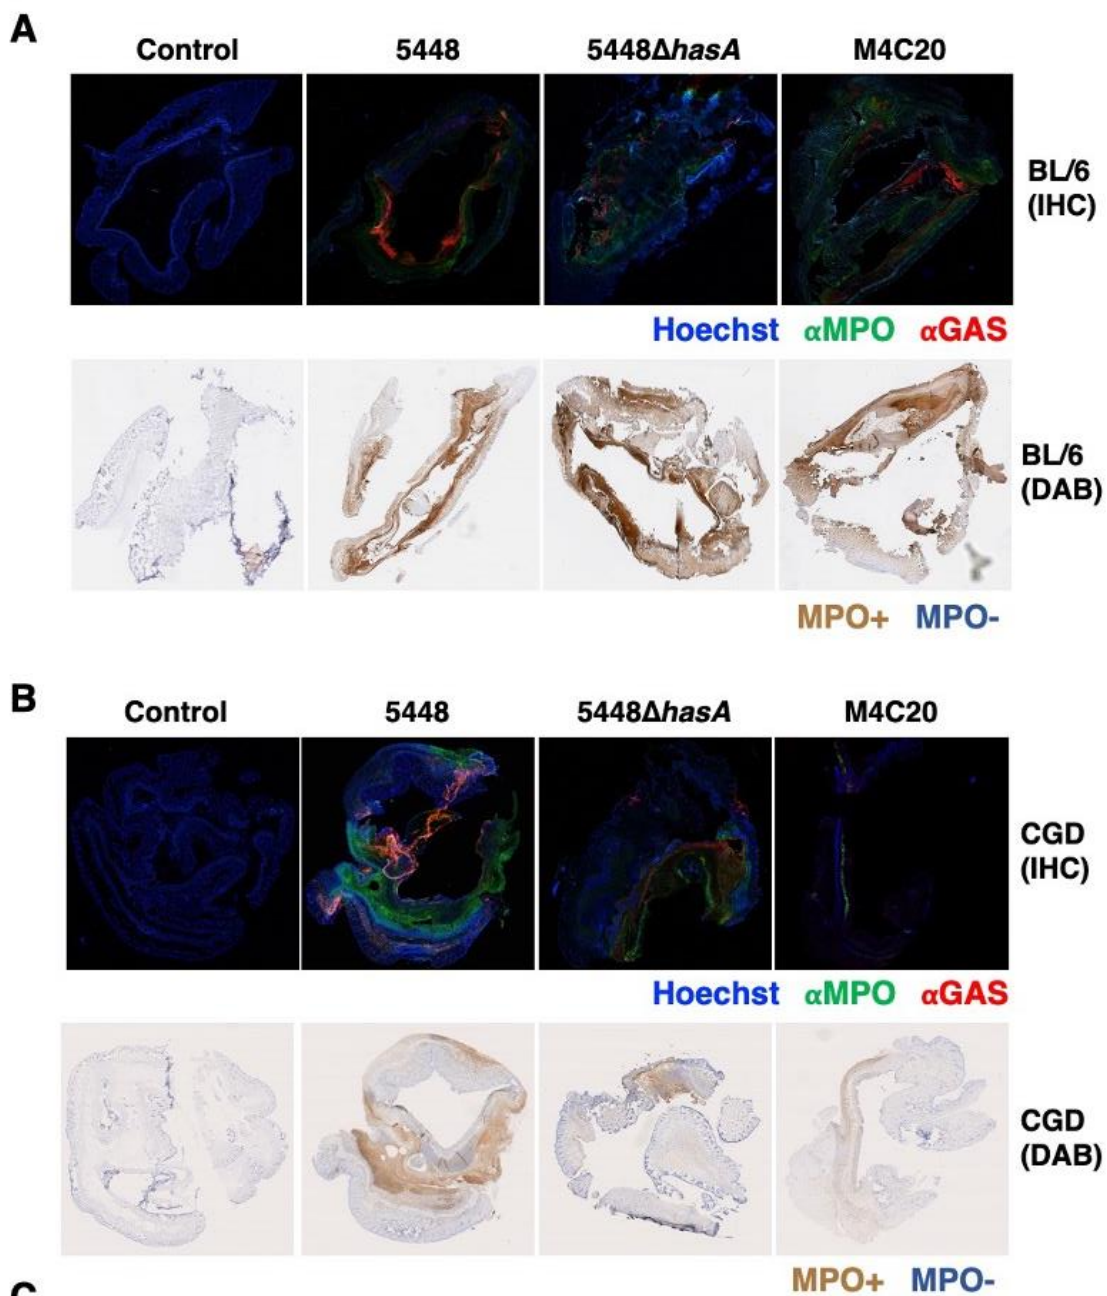 A
Control 5448 5448ΔhasA M4C20
BL/6
(IHC)
Hoechst αMPO αGAS
BL/6
(DAB)
MPO+ MPO-
B
Control 5448 5448ΔhasA M4C20
CGD
(IHC)
Hoechst αMPO αGAS
CGD
(DAB)
MPO+ MPO-